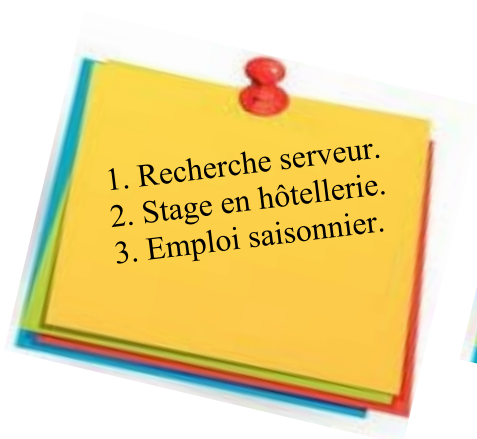 1. Recherche serveur.
2. Stage en hôtellerie.
3. Emploi saisonnier.